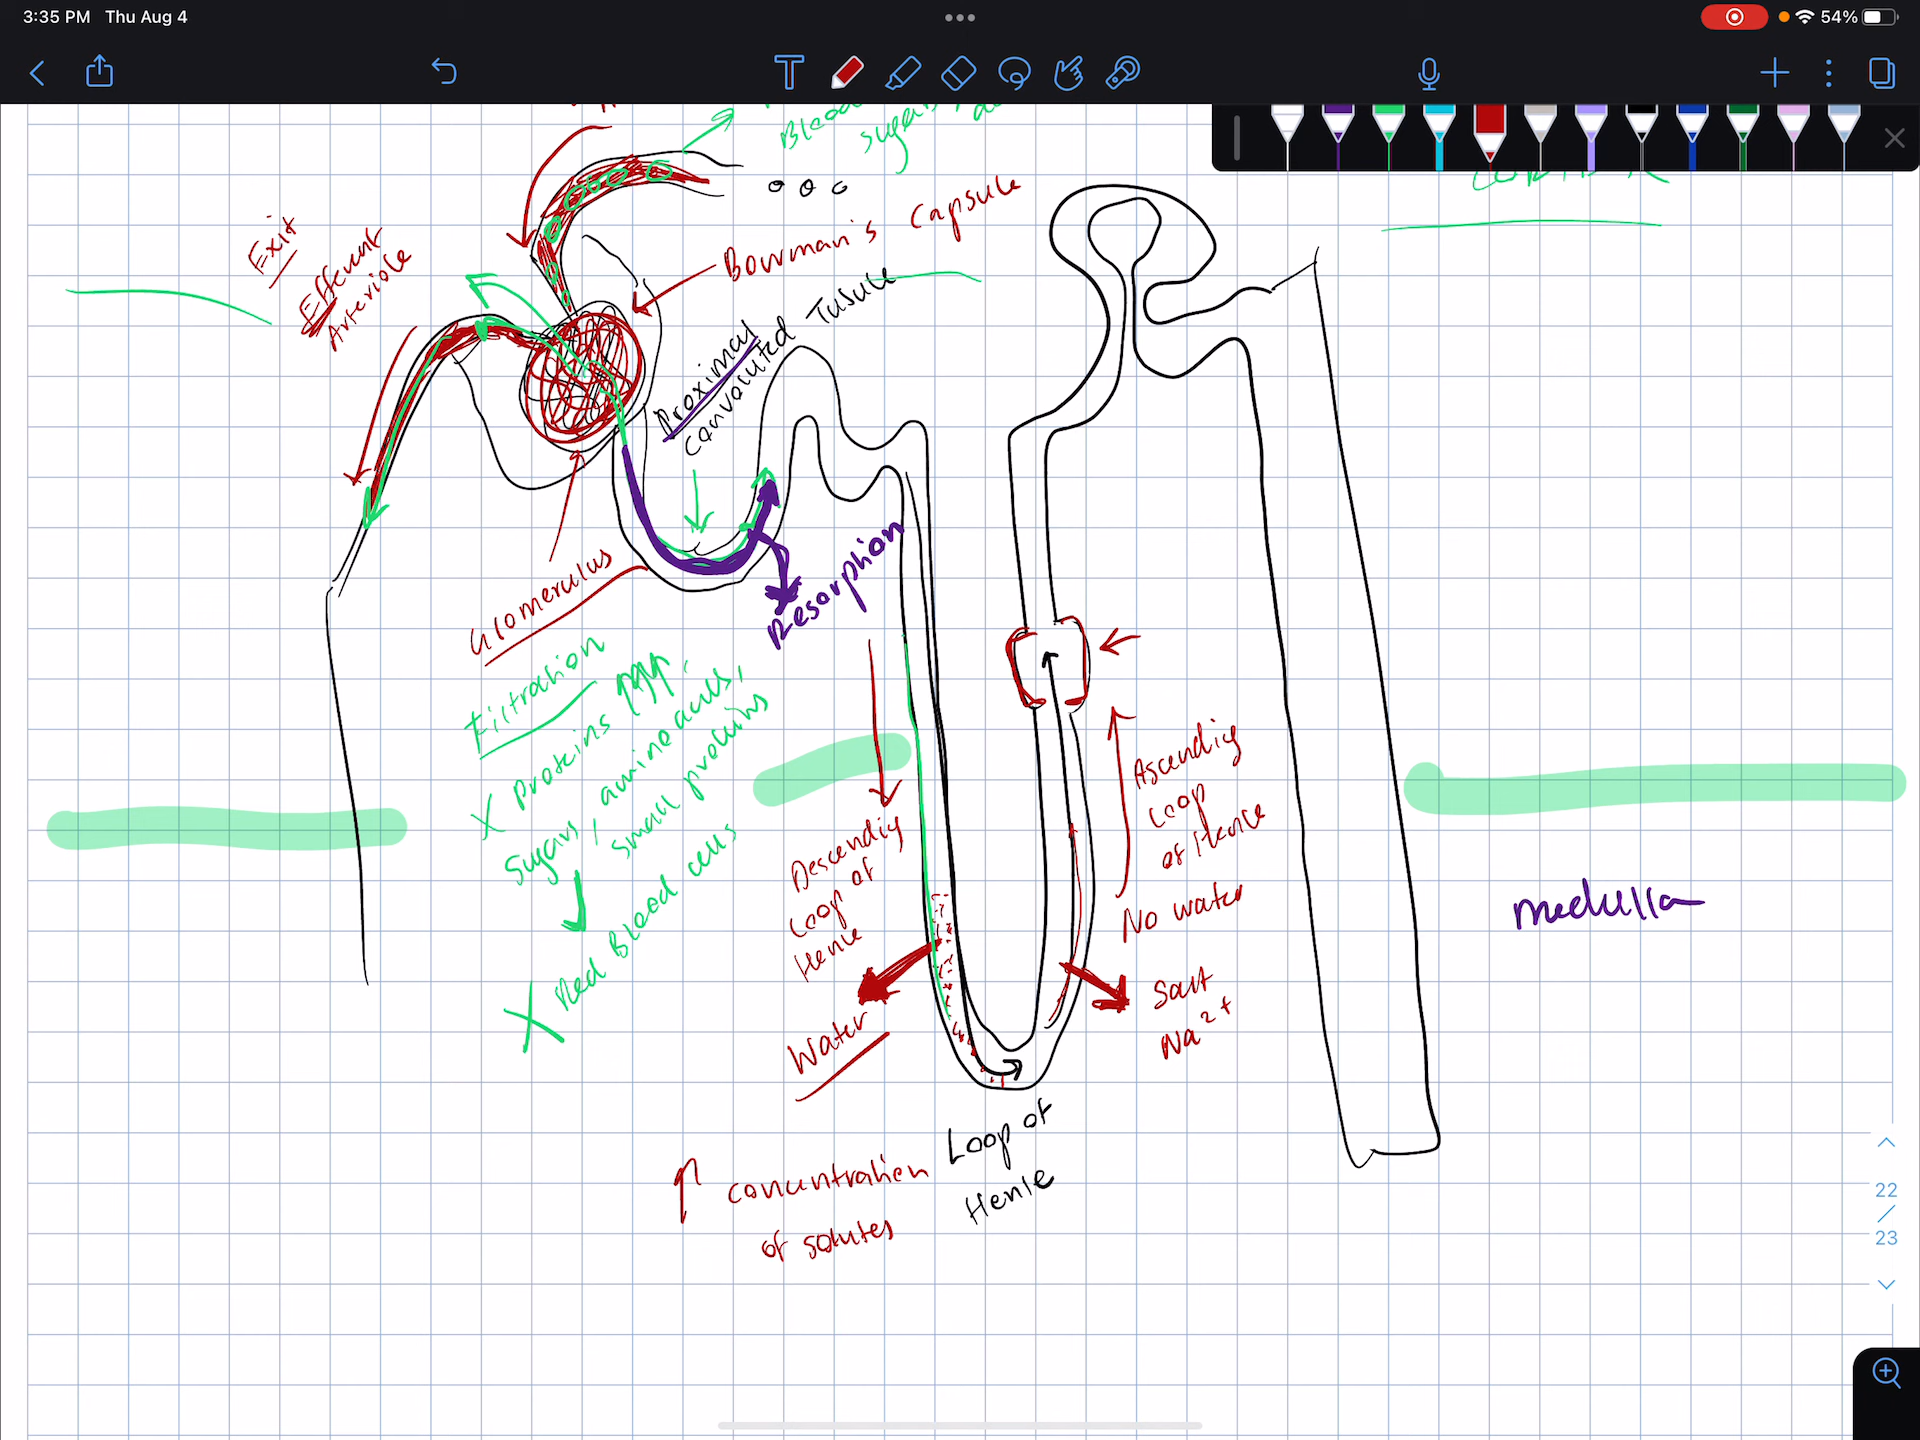 3:35 PM Thu Aug 4
54%
Blood
sugars
Exit
Efferent
Arteriole
Bowman's Capsule
Proximal
Convoluted Tubule
Glomerulus
Resorption
Filtration
X Proteins
Sugars, amino acids,
small proteins
X Red Blood cells
Descending
Loop of
Henle
Water
Ascending
Loop
of Henle
No water
Salt
Na2+
medulla
↑ concentration
of solutes
Loop of
Henle
22
/
23